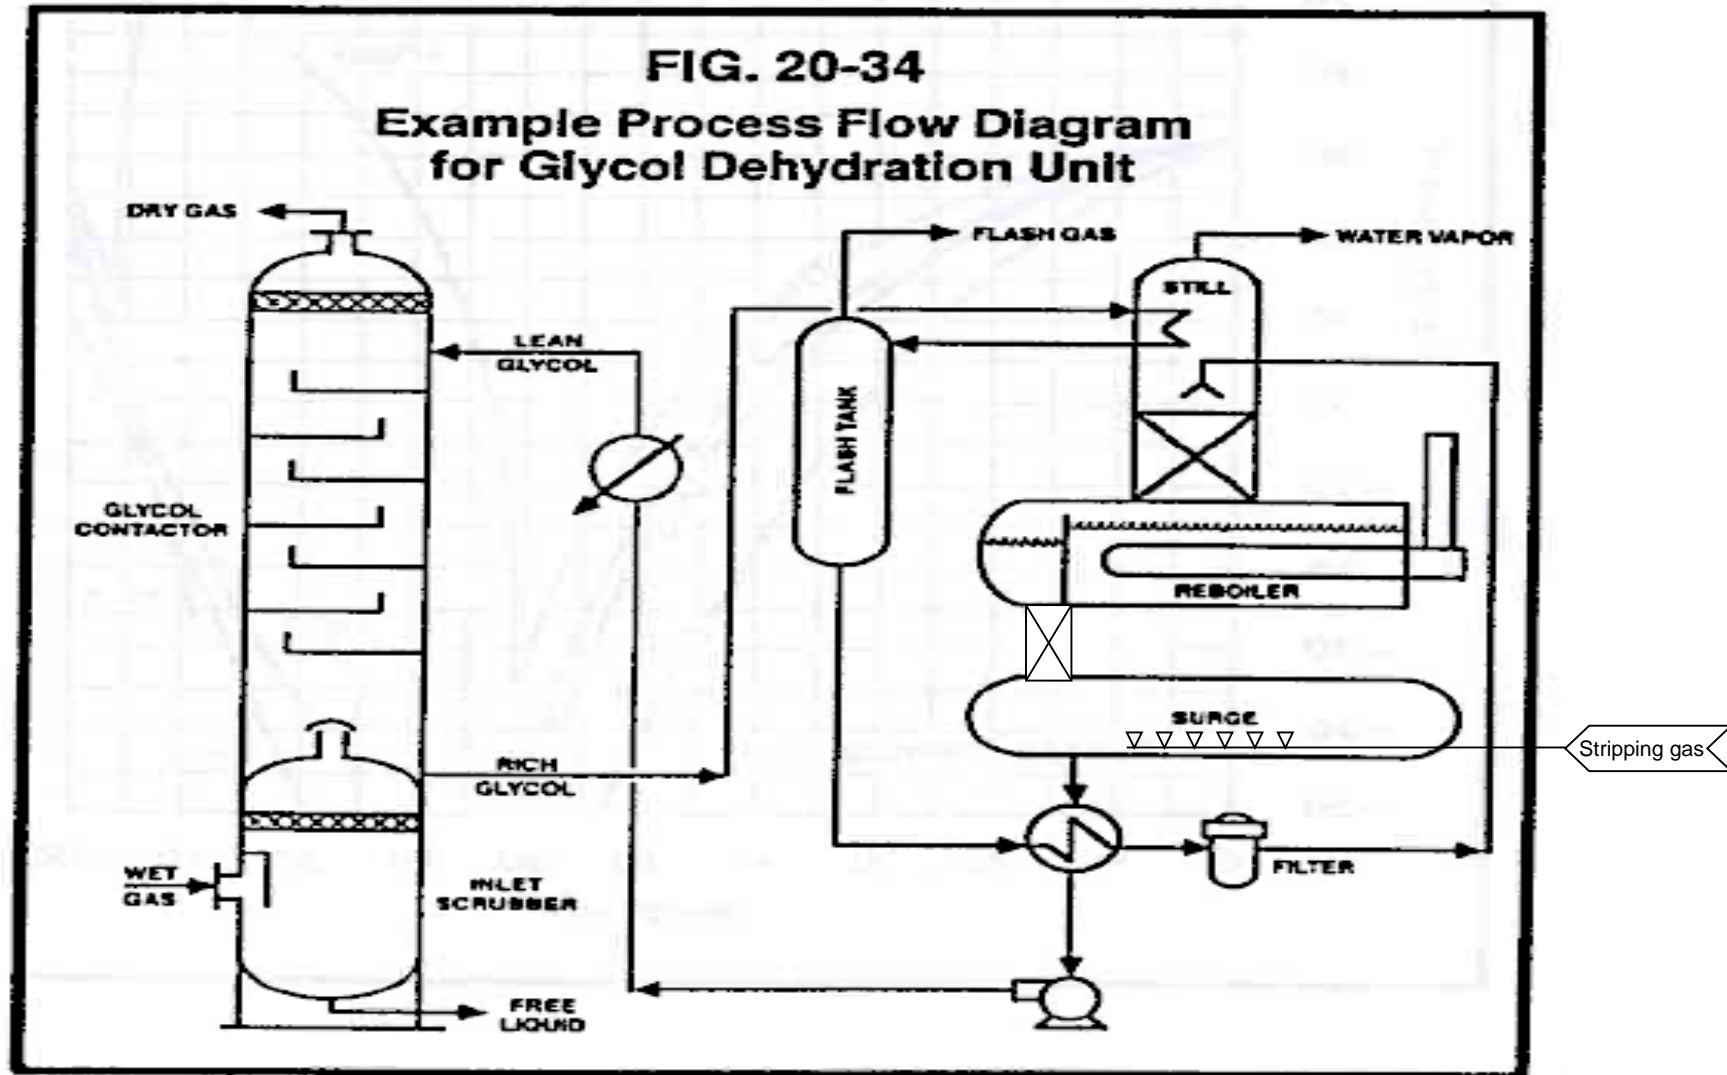 FIG. 20-34
Example Process Flow Diagram
for Glycol Dehydration Unit
DRY GAS
FLASH GAS
WATER VAPOR
STILL
LEAN
GLYCOL
FLASH TANK
GLYCOL
CONTACTOR
REBOILER
SURGE
Stripping gas
RICH
GLYCOL
WET
GAS
INLET
SCRUBBER
FILTER
FREE
LIQUID